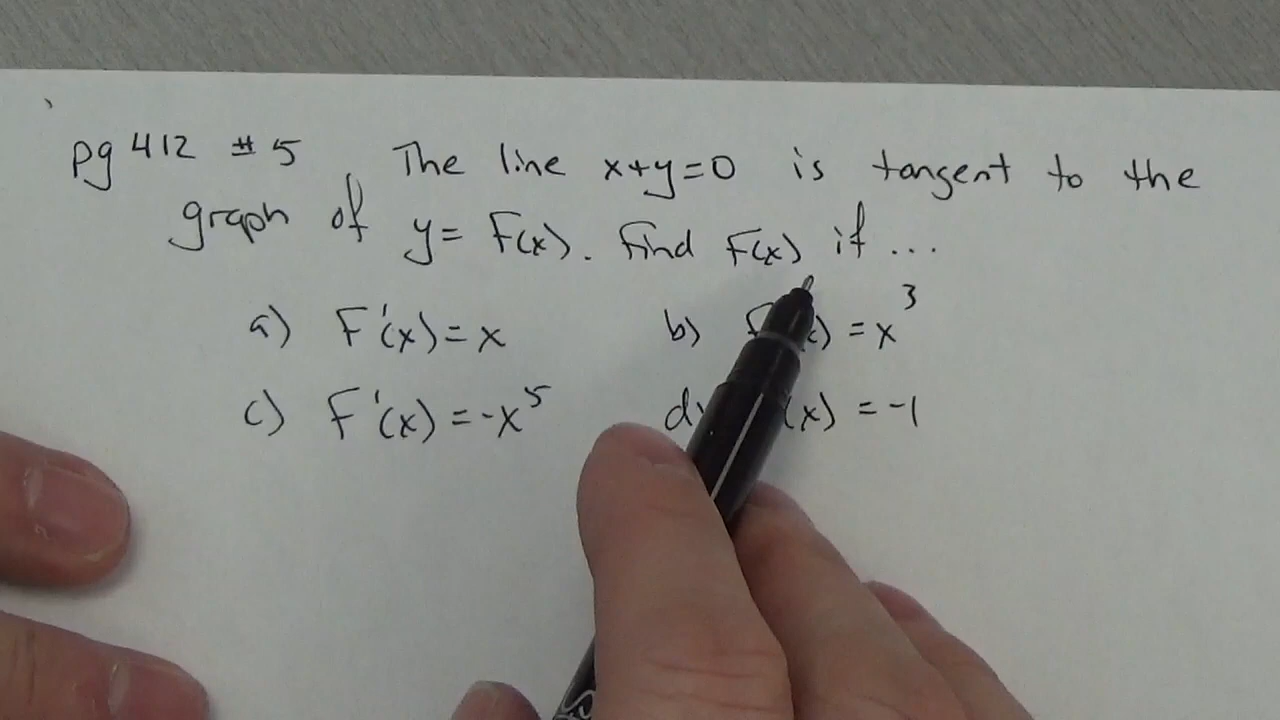 pg 412 # 5 The line x+y=0 is tangent to the
graph of y= F(x). Find F(x) if ...
a) F'(x)=x b) F (x) =x³
c) F'(x)=-x⁵ d) (x) = -1